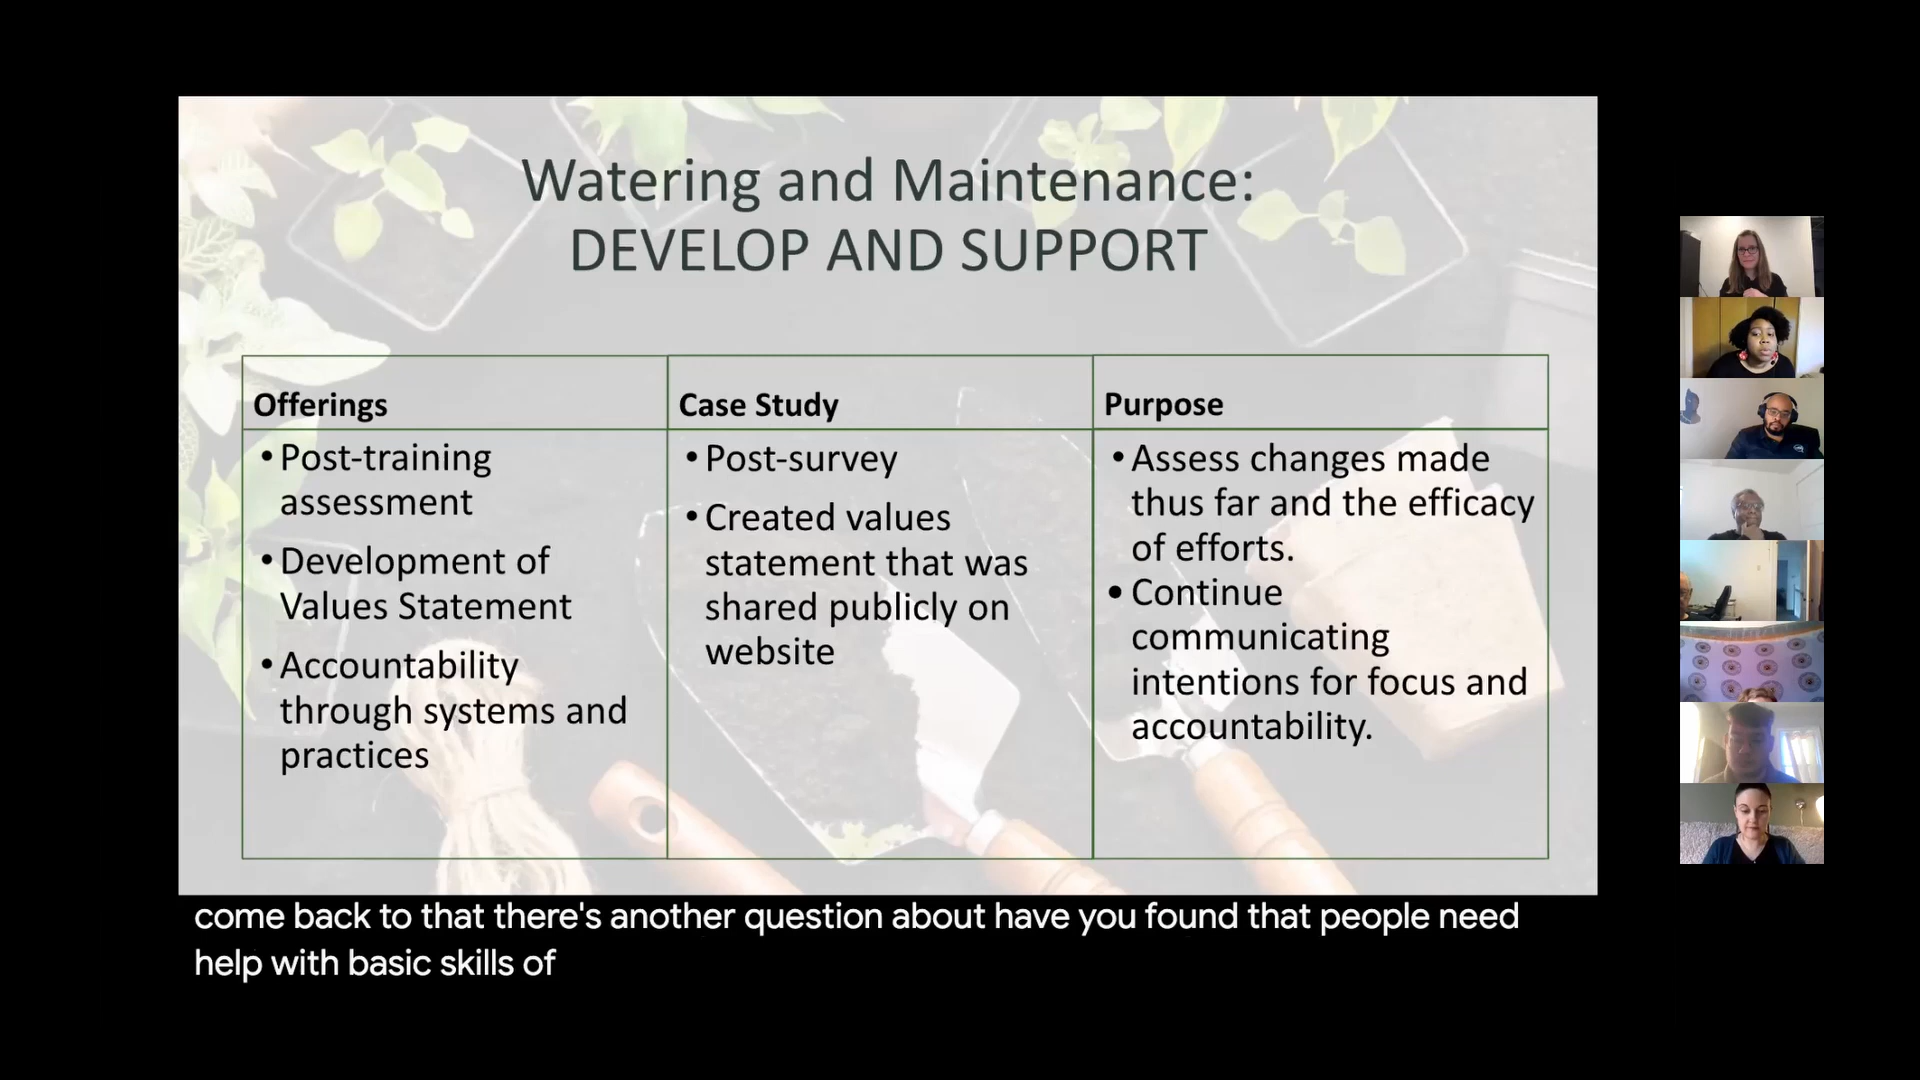 Watering and Maintenance:
DEVELOP AND SUPPORT
Offerings
• Post-training
assessment
• Development of
Values Statement
• Accountability
through systems and
practices
Case Study
• Post-survey
• Created values
statement that was
shared publicly on
website
Purpose
• Assess changes made
thus far and the efficacy
of efforts.
• Continue
communicating
intentions for focus and
accountability.
come back to that there's another question about have you found that people need
help with basic skills of